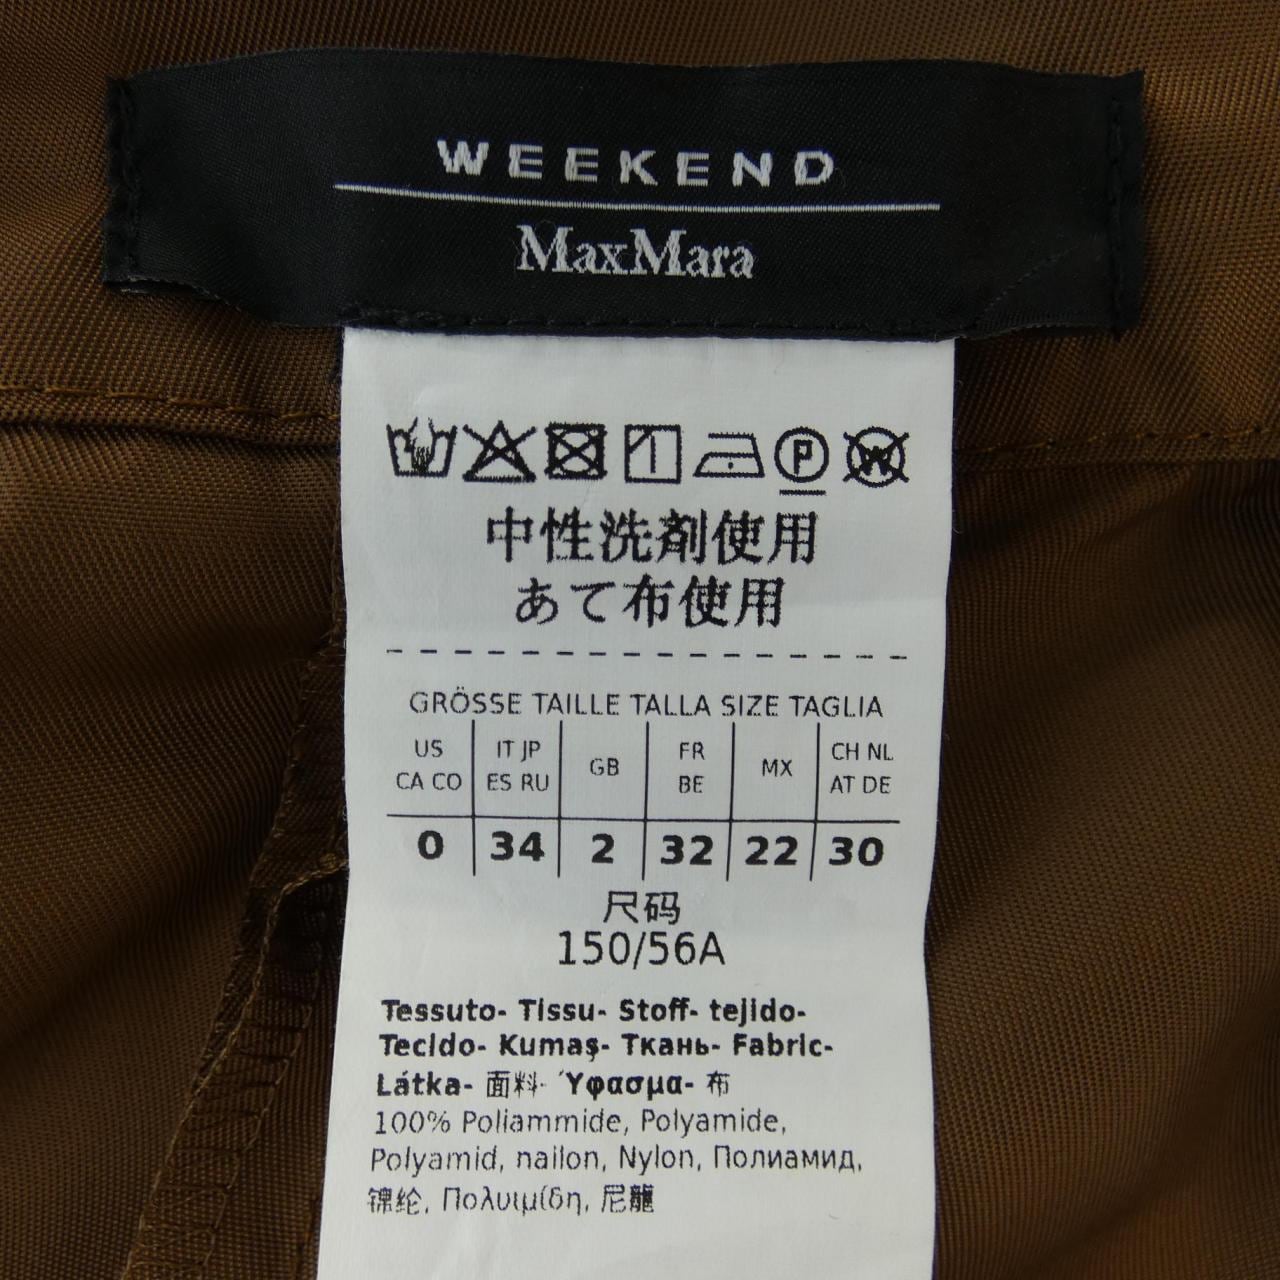 WEEKEND
MaxMara
P W
中性洗剤使用
あて布使用
GRÖSSE TAILLE TALLA SIZE TAGLIA
US CA CO IT JP ES RU GB FR BE MX CH NL AT DE
0 34 2 32 22 30
尺码
150/56A
Tessuto- Tissu- Stoff- tejido-
Tecido- Kumaş- Ткань- Fabric-
Látka- 面料- Ύφασμα- 布
100% Poliammide, Polyamide,
Polyamid, nailon, Nylon, Полиамид,
锦纶, Πολυιμίδη, 尼龍